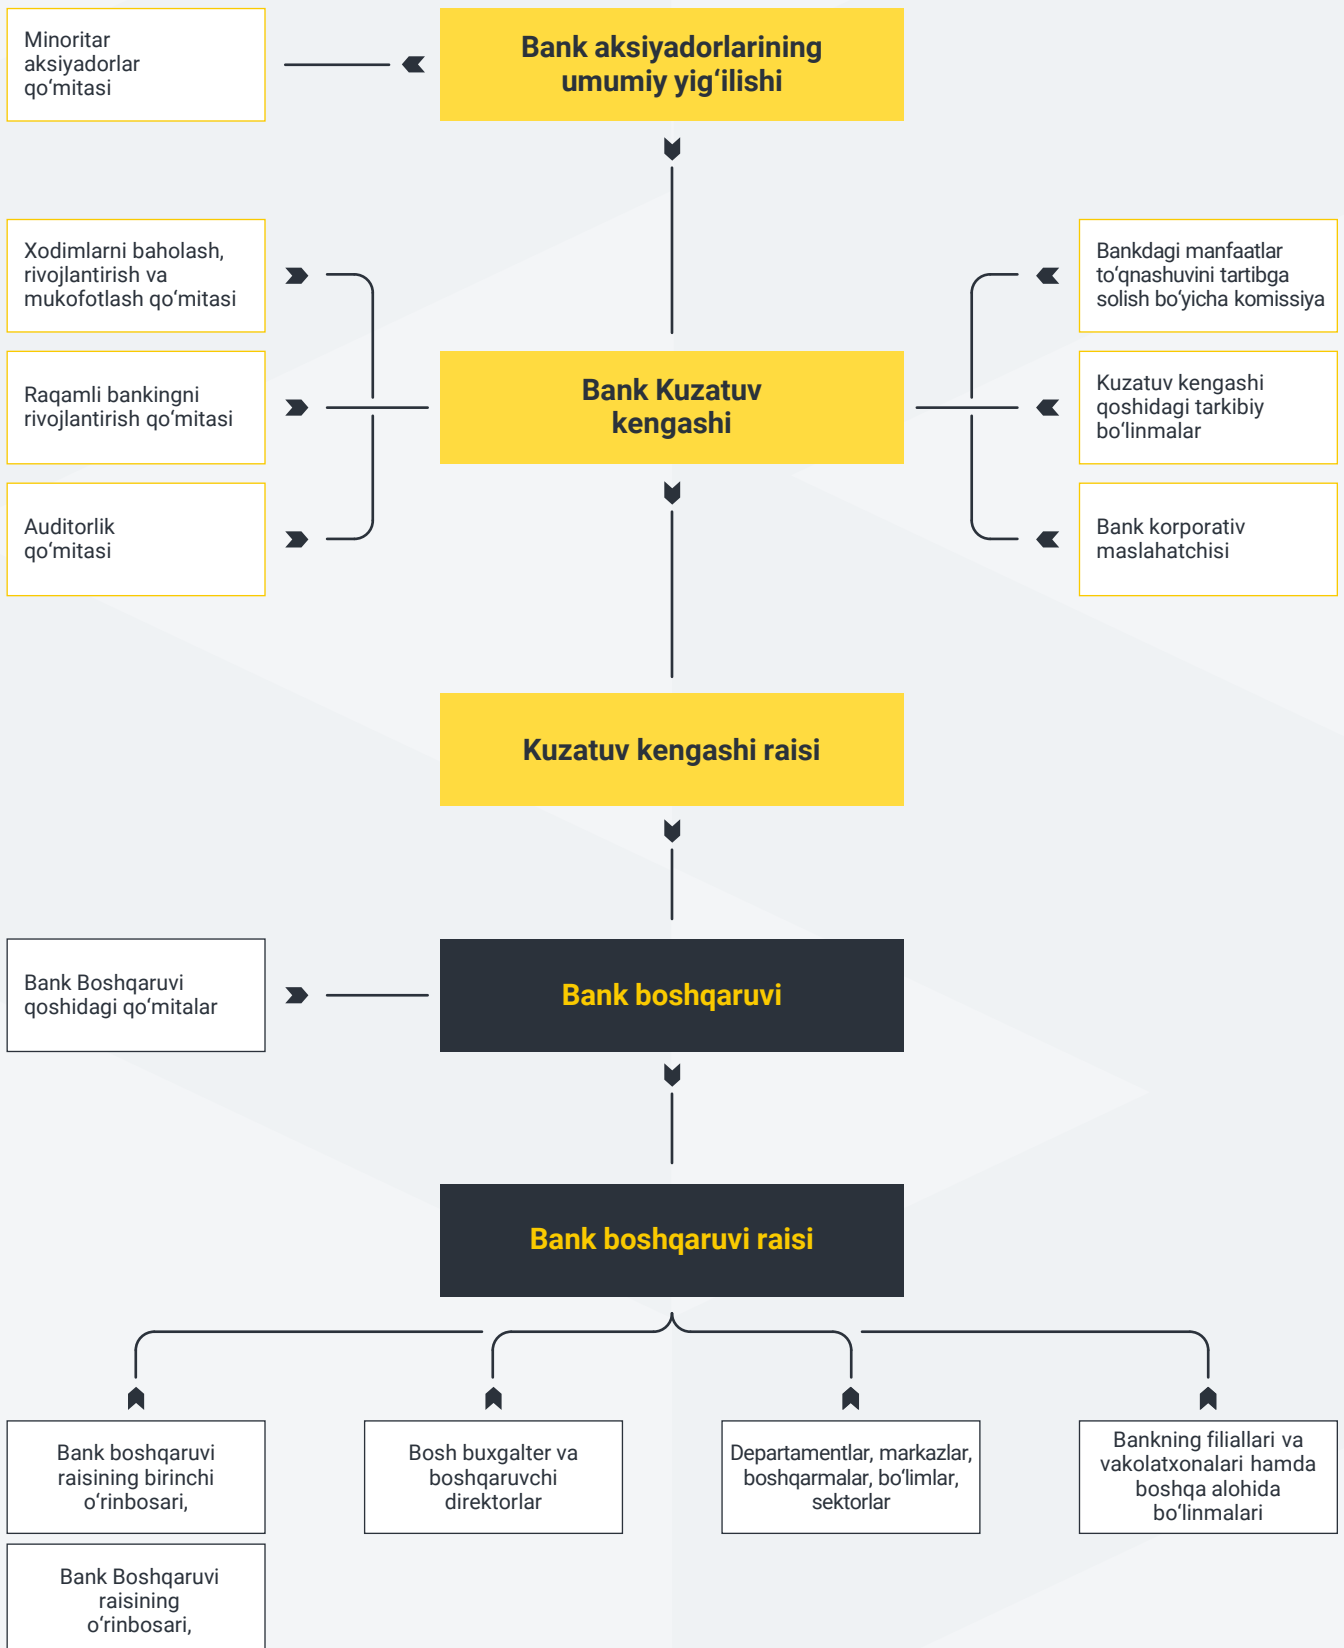 Minoritar
aksiyadorlar
qo‘mitasi
Bank aksiyadorlarining
umumiy yig‘ilishi
Xodimlarni baholash,
rivojlantirish va
mukofotlash qo‘mitasi
Raqamli bankingni
rivojlantirish qo‘mitasi
Auditorlik
qo‘mitasi
Bank Kuzatuv
kengashi
Bankdagi manfaatlar
to‘qnashuvini tartibga
solish bo‘yicha komissiya
Kuzatuv kengashi
qoshidagi tarkibiy
bo‘linmalar
Bank korporativ
maslahatchisi
Kuzatuv kengashi raisi
Bank Boshqaruvi
qoshidagi qo‘mitalar
Bank boshqaruvi
Bank boshqaruvi raisi
Bank boshqaruvi
raisining birinchi
o‘rinbosari,
Bosh buxgalter va
boshqaruvchi
direktorlar
Departamentlar, markazlar,
boshqarmalar, bo‘limlar,
sektorlar
Bankning filiallari va
vakolatxonalari hamda
boshqa alohida
bo‘linmalari
Bank Boshqaruvi
raisining
o‘rinbosari,